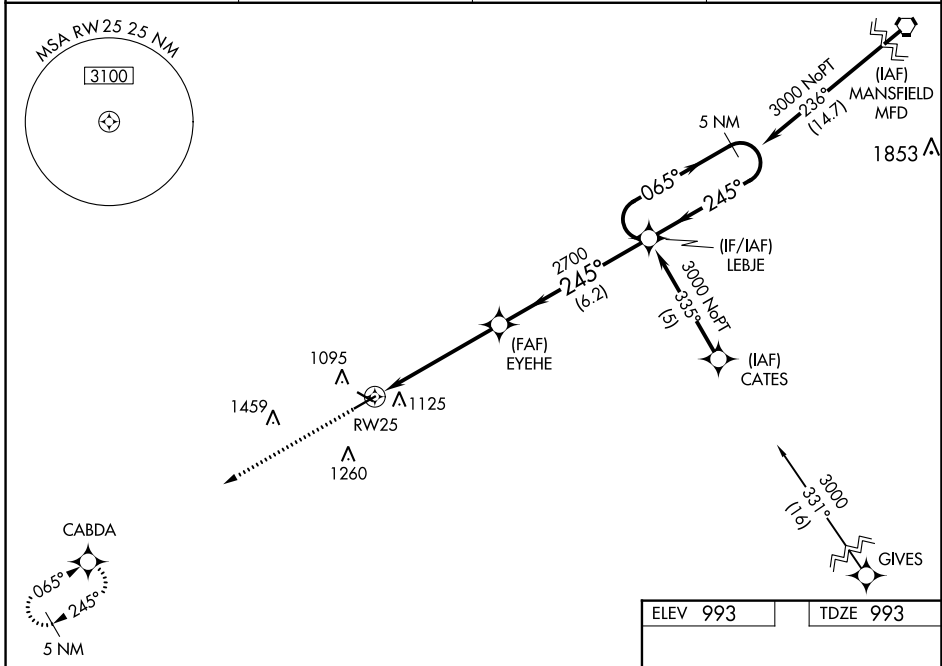 MSA RW25 25 NM
3100
(IAF)
MANSFIELD
MFD
3000 NoPT
236°
(14.7)
1853
5 NM
065°
245°
(IF/IAF)
LEBJE
2700
245°
(6.2)
3000 NoPT
335°
(5)
(FAF)
EYEHE
(IAF)
CATES
1095
1125
1459
RW25
1260
3000
331°
(16)
GIVES
CABDA
065°
245°
5 NM
ELEV 993
TDZE 993